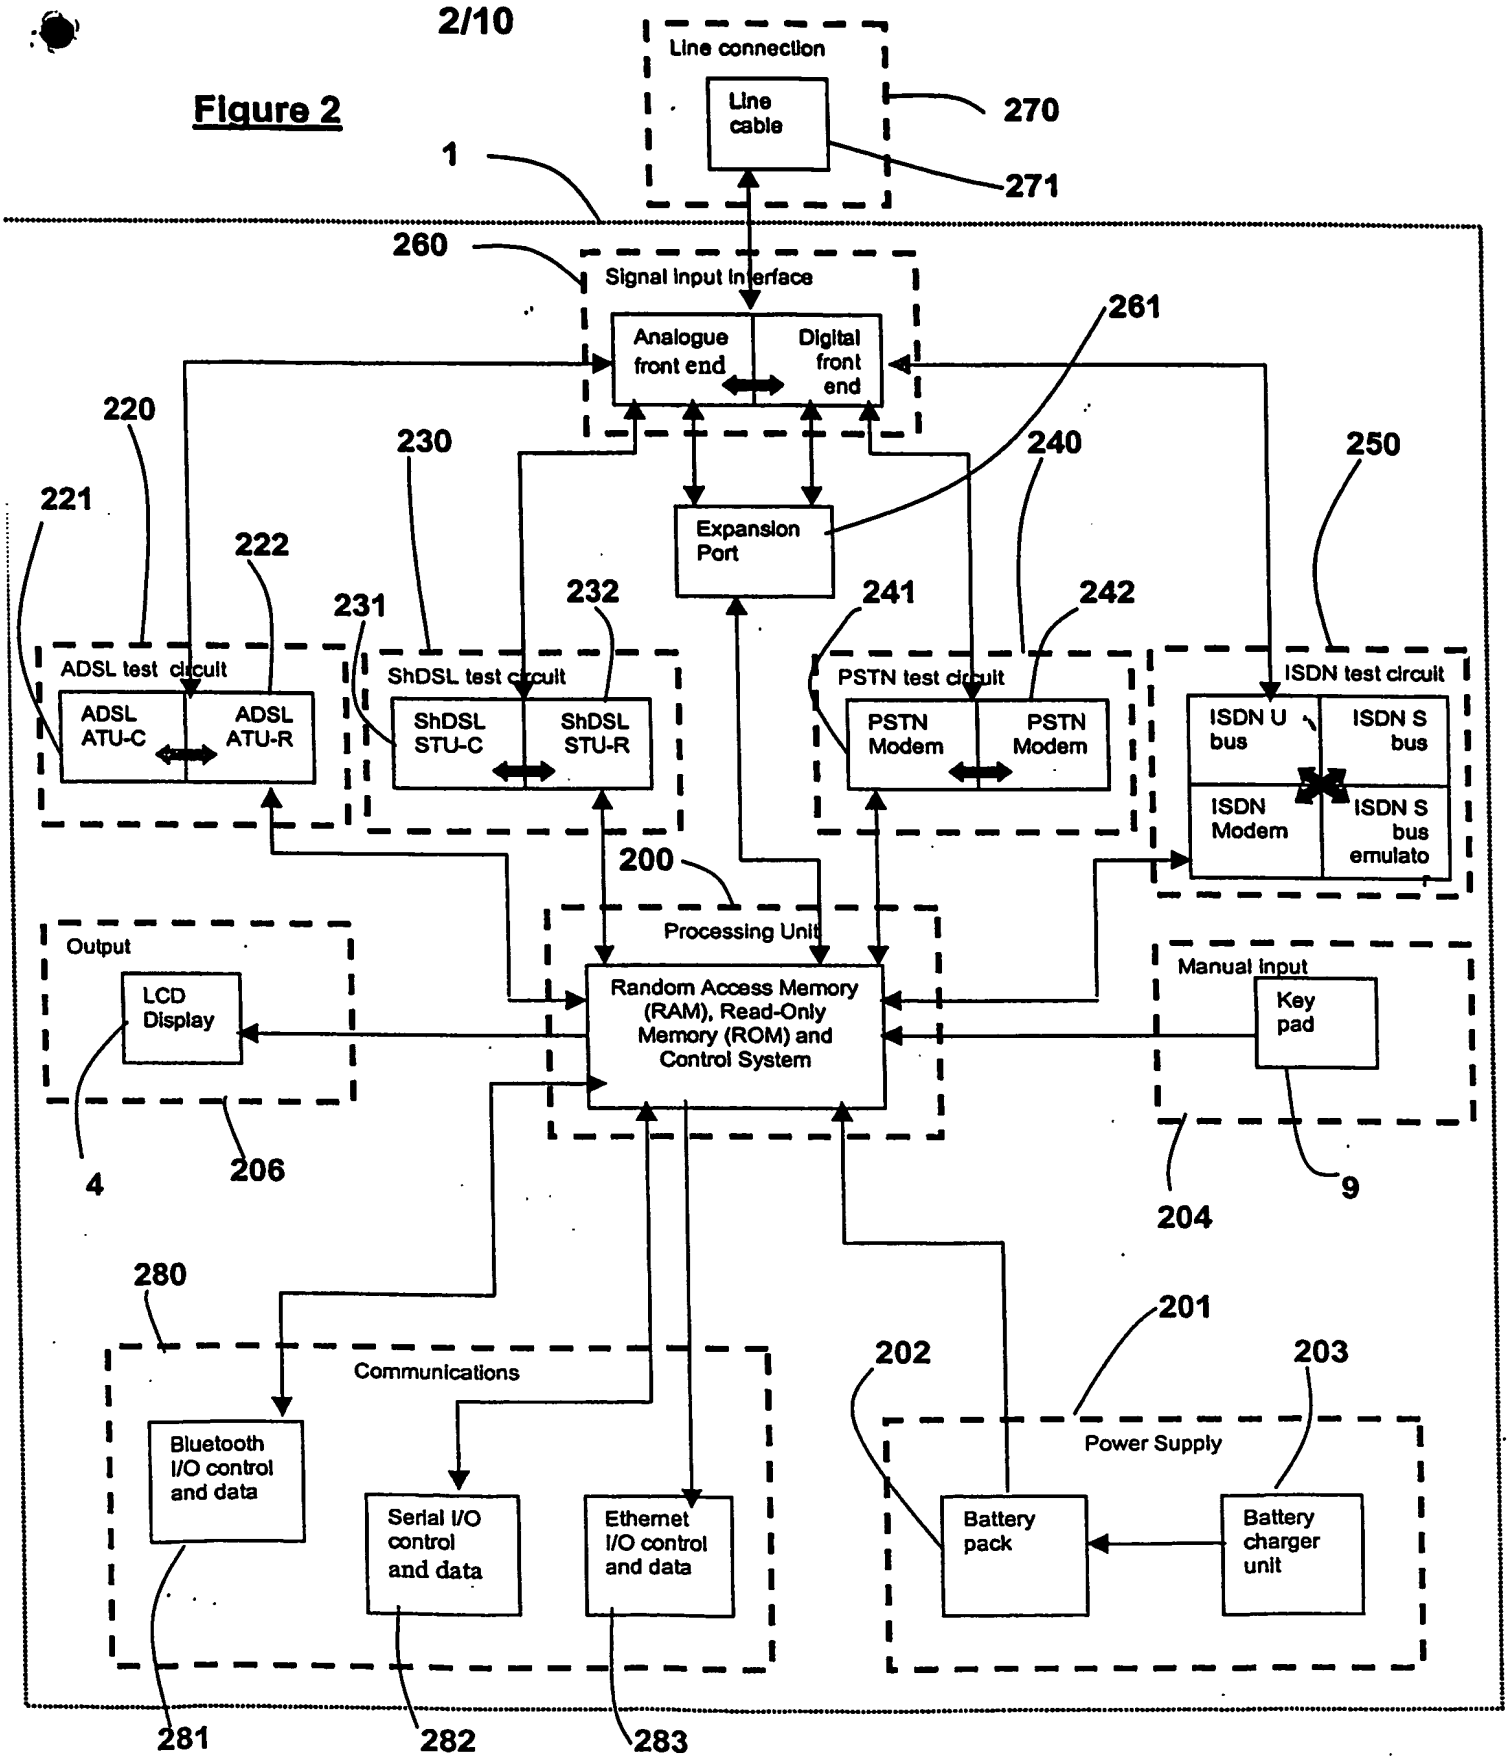 2/10
Figure 2
Line connection
Line
cable
270
271
1
260
Signal Input Interface
Analogue
front end
Digital
front
end
261
220
230
240
250
221
222
231
232
241
242
Expansion
Port
ADSL test circuit
ADSL
ATU-C
ADSL
ATU-R
ShDSL test circuit
ShDSL
STU-C
ShDSL
STU-R
PSTN test circuit
PSTN
Modem
PSTN
Modem
ISDN test circuit
ISDN U
bus
ISDN S
bus
ISDN
Modem
ISDN S
bus
emulato
r
200
Processing Unit
Random Access Memory
(RAM), Read-Only
Memory (ROM) and
Control System
Output
LCD
Display
4
206
Manual input
Key
pad
9
204
280
Communications
Bluetooth
I/O control
and data
Serial I/O
control
and data
Ethernet
I/O control
and data
281
282
283
201
202
203
Power Supply
Battery
pack
Battery
charger
unit